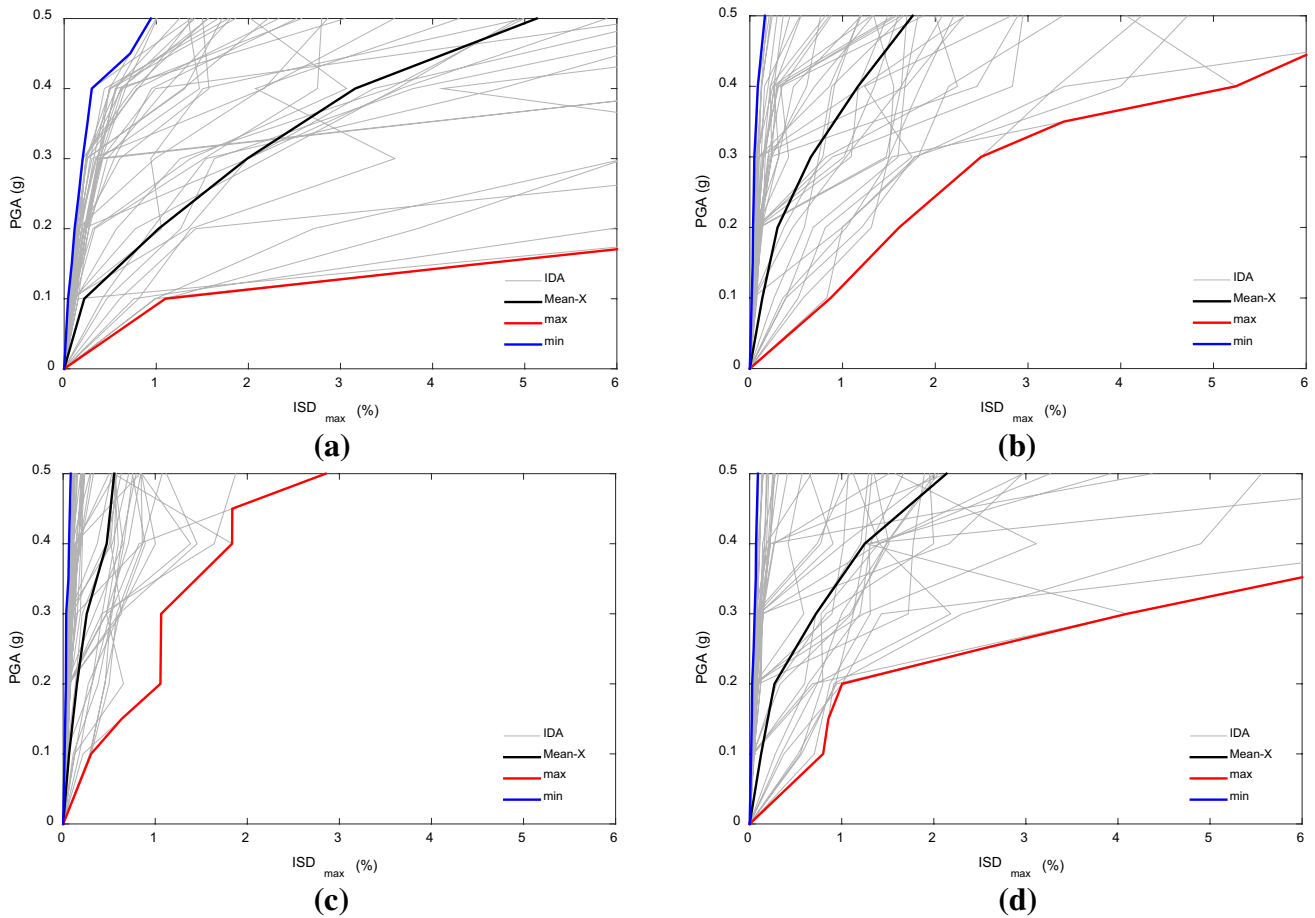 0.5
0.4
0.3
0.2
0.1
0
PGA (g)
IDA
Mean-X
max
min
0 1 2 3 4 5 6
ISD max (%)
(a)
0.5
0.4
0.3
0.2
0.1
0
PGA (g)
IDA
Mean-X
max
min
0 1 2 3 4 5 6
ISD max (%)
(b)
0.5
0.4
0.3
0.2
0.1
0
PGA (g)
IDA
Mean-X
max
min
0 1 2 3 4 5 6
ISD max (%)
(c)
0.5
0.4
0.3
0.2
0.1
0
PGA (g)
IDA
Mean-X
max
min
0 1 2 3 4 5 6
ISD max (%)
(d)